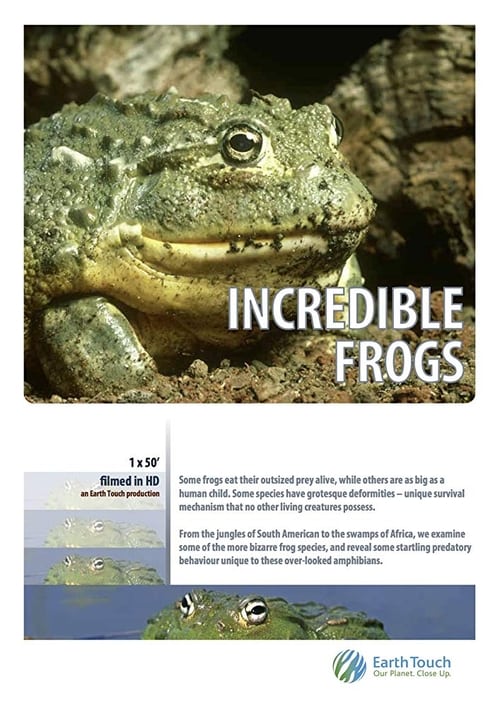 INCREDIBLE
FROGS
1 x 50'
filmed in HD
an Earth Touch production
Some frogs eat their outsized prey alive, while others are as big as a
human child. Some species have grotesque deformities – unique survival
mechanism that no other living creatures possess.
From the jungles of South American to the swamps of Africa, we examine
some of the more bizarre frog species, and reveal some startling predatory
behaviour unique to these over-looked amphibians.
Earth Touch
Our Planet. Close Up.